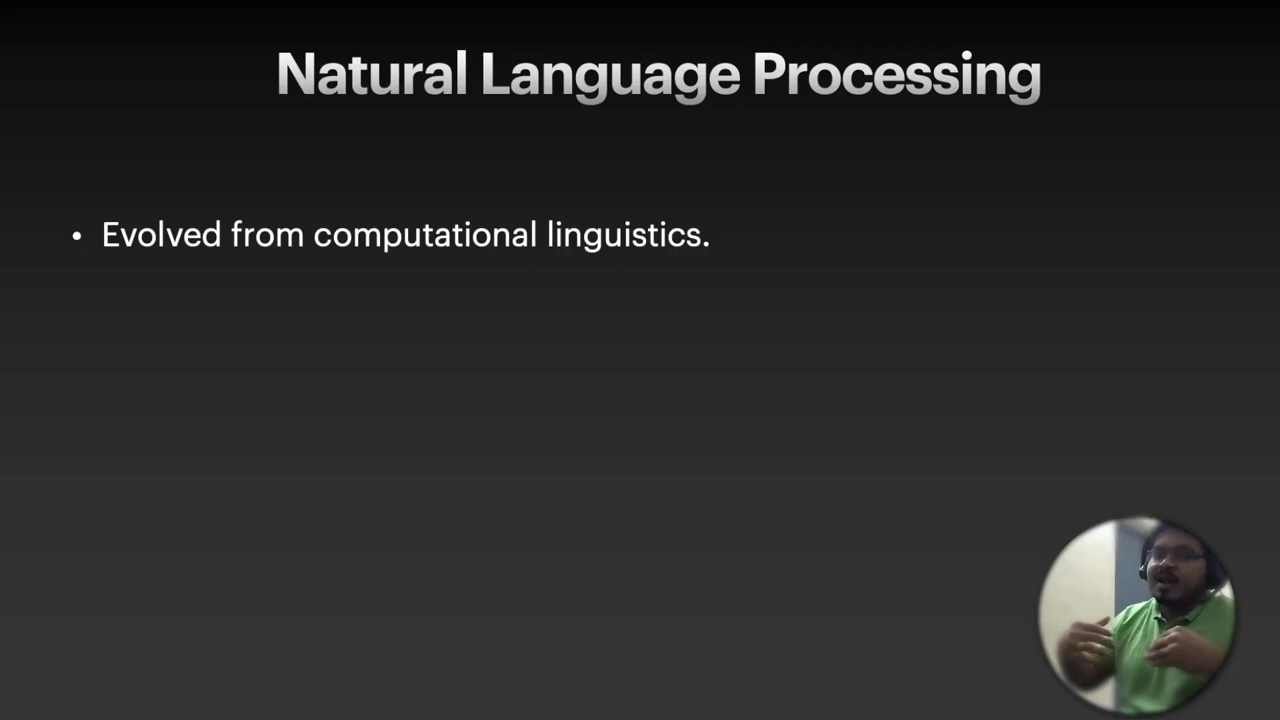 Natural Language Processing
• Evolved from computational linguistics.